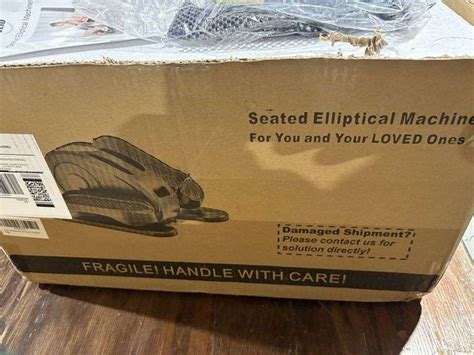 Seated Elliptical Machine
For You and Your LOVED Ones
Damaged Shipment?
Please contact us for
solution directly!
FRAGILE! HANDLE WITH CARE!